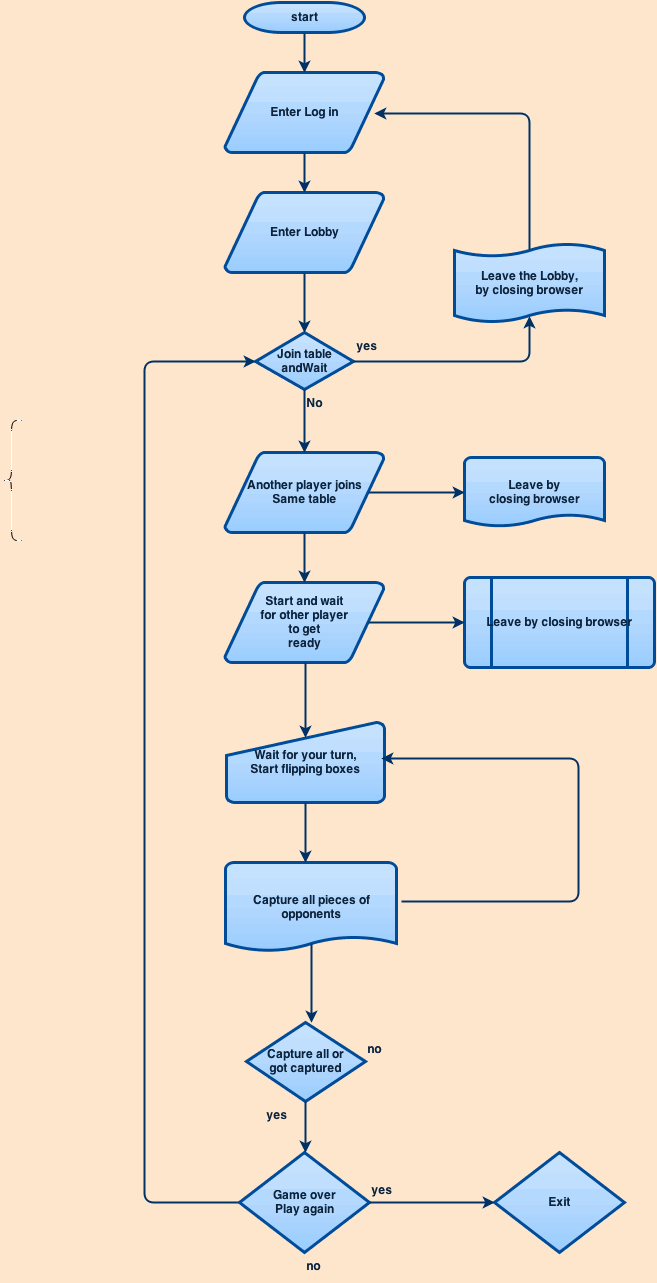 start
Enter Log in
Enter Lobby
Leave the Lobby,
by closing browser
Join table
andWait
yes
No
Another player joins
Same table
Leave by
closing browser
Start and wait
for other player
to get
ready
Leave by closing browser
Wait for your turn,
Start flipping boxes
Capture all pieces of
opponents
Capture all or
got captured
no
yes
Game over
Play again
yes
Exit
no